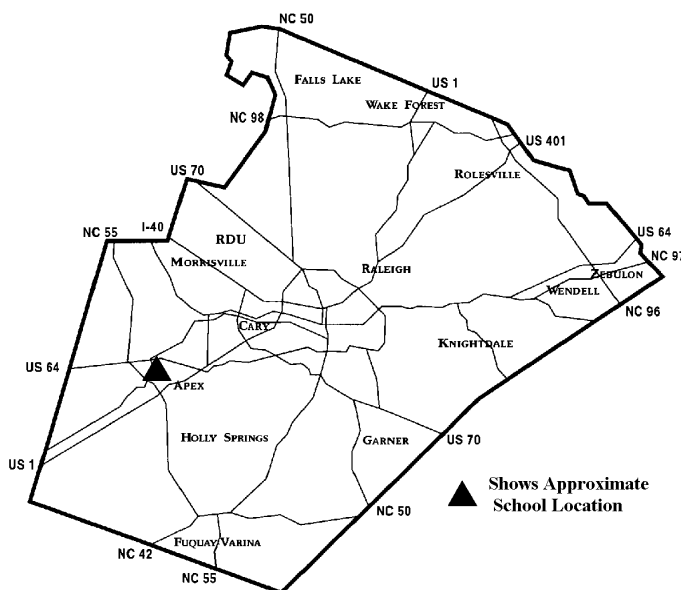 NC 50
FALLS LAKE
US 1
WAKE FOREST
NC 98
US 401
US 70
ROLESVILLE
NC 55
I-40
RDU
US 64
MORRISVILLE
RALEIGH
NC 97
ZEBULON
WENDELL
NC 96
CARY
KNIGHTDALE
US 64
APEX
HOLLY SPRINGS
GARNER
US 70
US 1
Shows Approximate
School Location
NC 50
FUQUAY-VARINA
NC 42
NC 55